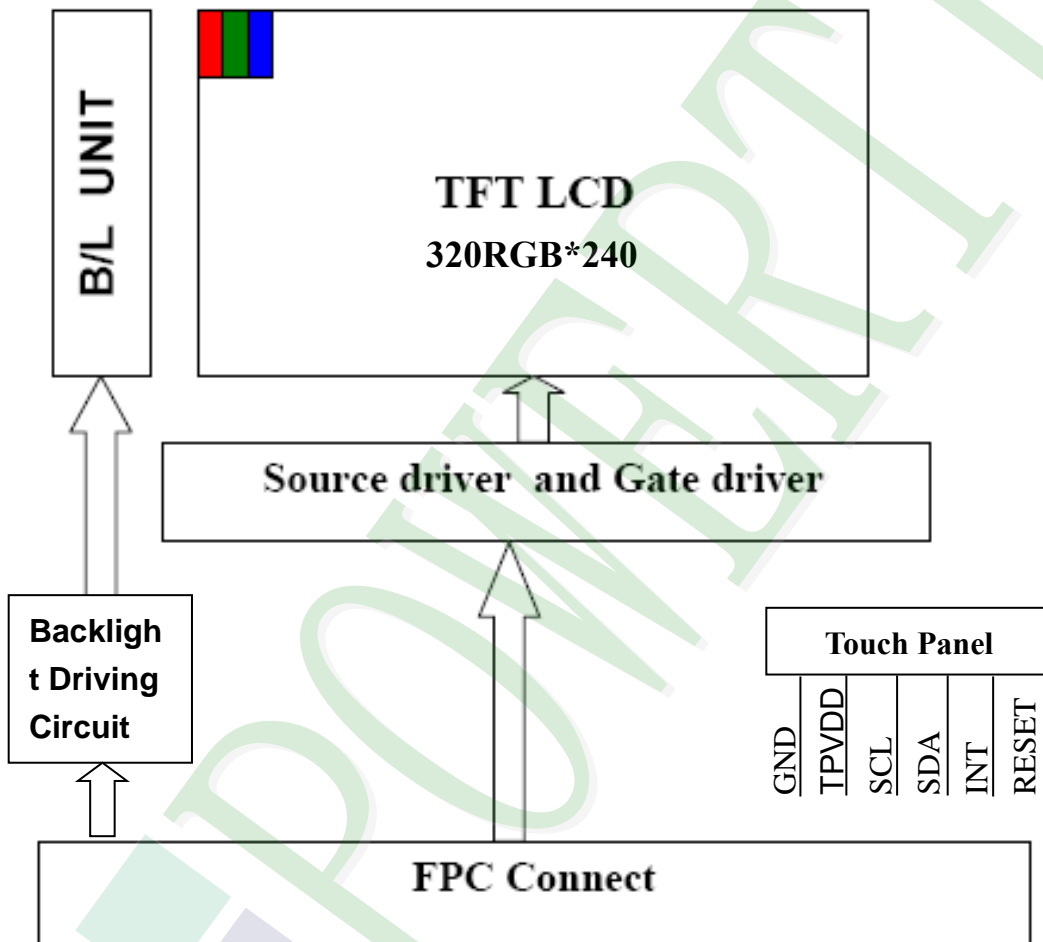 B/L UNIT
TFT LCD
320RGB*240
Source driver and Gate driver
Backligh
t Driving
Circuit
Touch Panel
GND
TPVDD
SCL
SDA
INT
RESET
FPC Connect